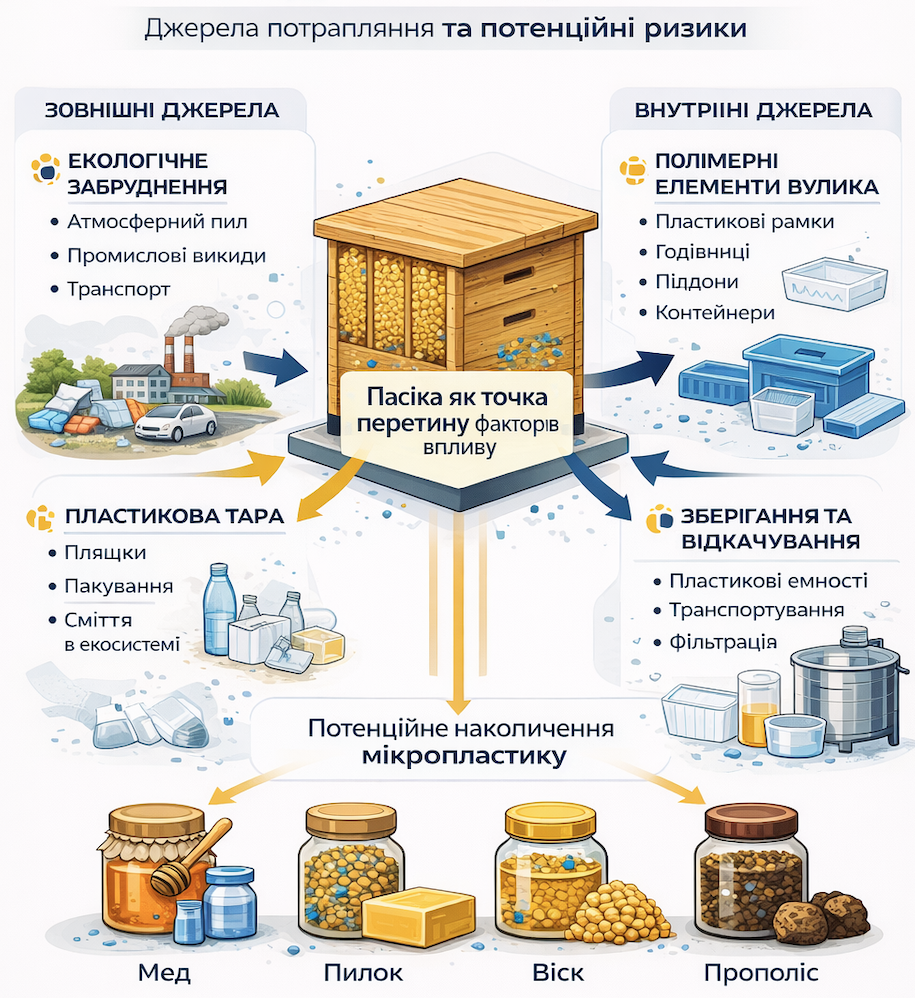 Джерела потрапляння та потенційні ризики
ЗОВНІШНІ ДЖЕРЕЛА
ЕКОЛОГІЧНЕ
ЗАБРУДНЕННЯ
• Атмосферний пил
• Промислові викиди
• Транспорт
ВНУТРІІНІ ДЖЕРЕЛА
ПОЛІМЕРНІ
ЕЛЕМЕНТИ ВУЛИКА
• Пластикові рамки
• Годівнці
• Піддони
• Контейнери
Пасіка як точка
перетину факторів
впливу
ПЛАСТИКОВА ТАРА
• Плящки
• Пакування
• Сміття
в екосистемі
ЗБЕРІГАННЯ ТА
ВІДКАЧУВАННЯ
• Пластикові емності
• Транспортування
• Фільтрація
Потенційне накопичення
мікропластику
Мед
Пилок
Віск
Прополіс